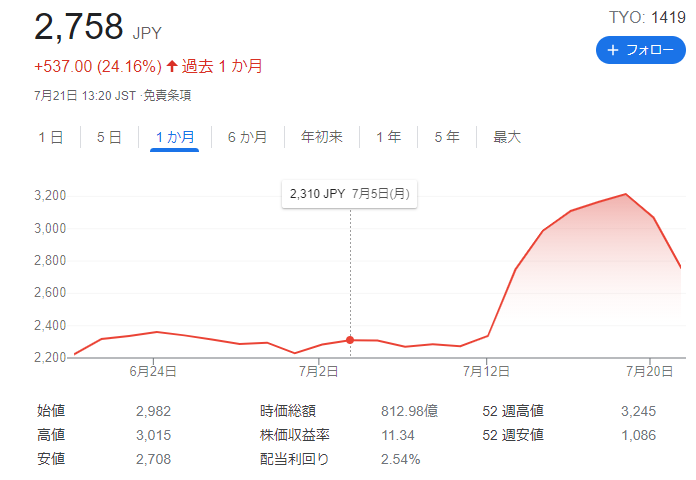 2,758 JPY
TYO: 1419
+ フォロー
+537.00 (24.16%) ↑ 過去 1 か月
7月21日 13:20 JST ·免責条項
1 日 5 日 1 か月 6 か月 年初来 1 年 5 年 最大
2,310 JPY 7月5日(月)
3,200
3,000
2,800
2,600
2,400
2,200
6月24日 7月2日 7月12日 7月20日
始値 2,982 時価総額 812.98億 52 週高値 3,245
高値 3,015 株価収益率 11.34 52 週安値 1,086
安値 2,708 配当利回り 2.54%